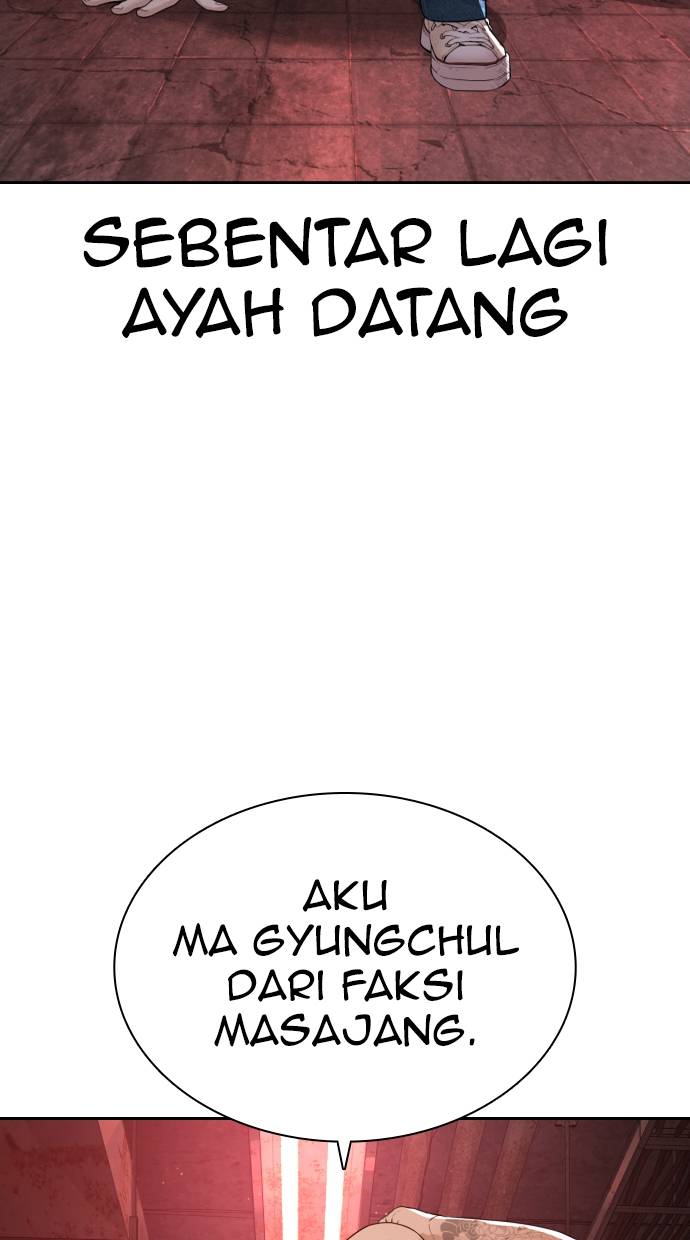 SEBENTAR LAGI
AYAH DATANG
AKU
MA GYUNGCHUL
DARI FAKSI
MASAJANG.